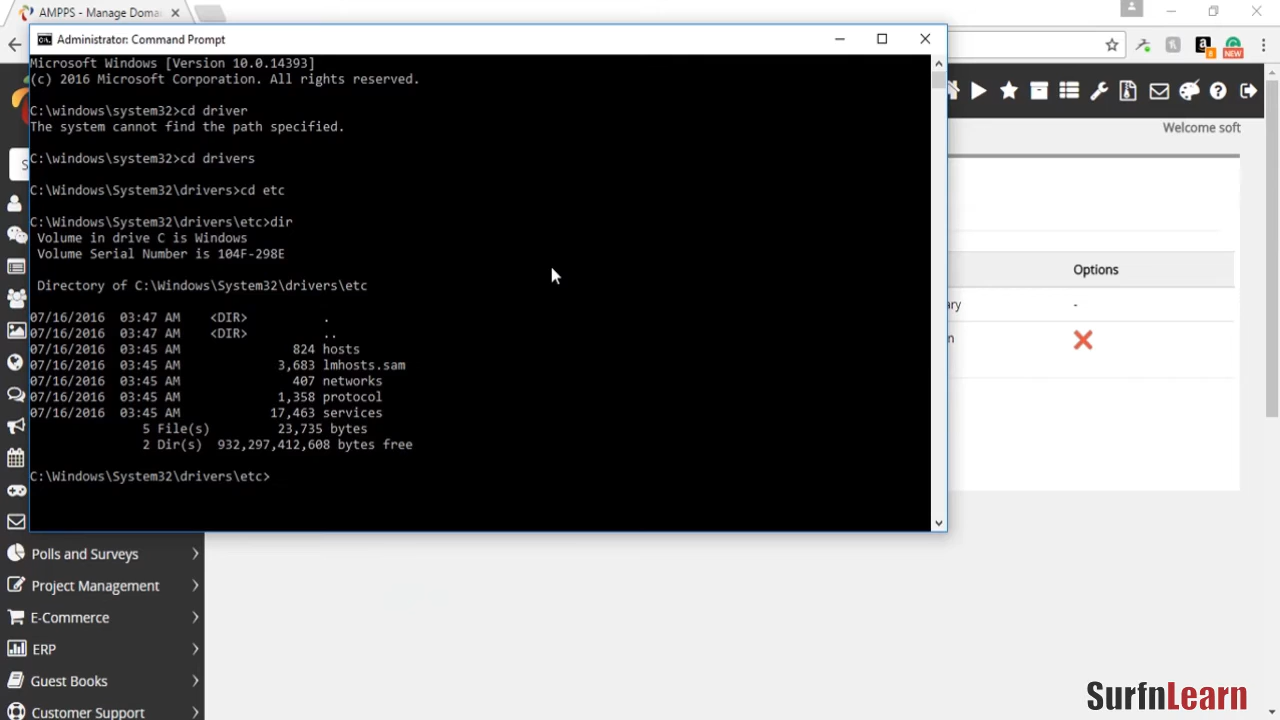 AMPPS - Manage Doma
Administrator: Command Prompt
Microsoft Windows [Version 10.0.14393]
(c) 2016 Microsoft Corporation. All rights reserved.
C:\windows\system32>cd driver
The system cannot find the path specified.
C:\windows\system32>cd drivers
C:\Windows\System32\drivers>cd etc
C:\Windows\System32\drivers\etc>dir
Volume in drive C is Windows
Volume Serial Number is 104F-298E
Directory of C:\Windows\System32\drivers\etc
07/16/2016 03:47 AM <DIR> .
07/16/2016 03:47 AM <DIR> ..
07/16/2016 03:45 AM 824 hosts
07/16/2016 03:45 AM 3,683 lmhosts.sam
07/16/2016 03:45 AM 407 networks
07/16/2016 03:45 AM 1,358 protocol
07/16/2016 03:45 AM 17,463 services
5 File(s) 23,735 bytes
2 Dir(s) 932,297,412,608 bytes free
C:\Windows\System32\drivers\etc>
NEW
Welcome soft
Options
ary -
n
S
Polls and Surveys
Project Management
E-Commerce
ERP
Guest Books
Customer Support
SurfnLearn